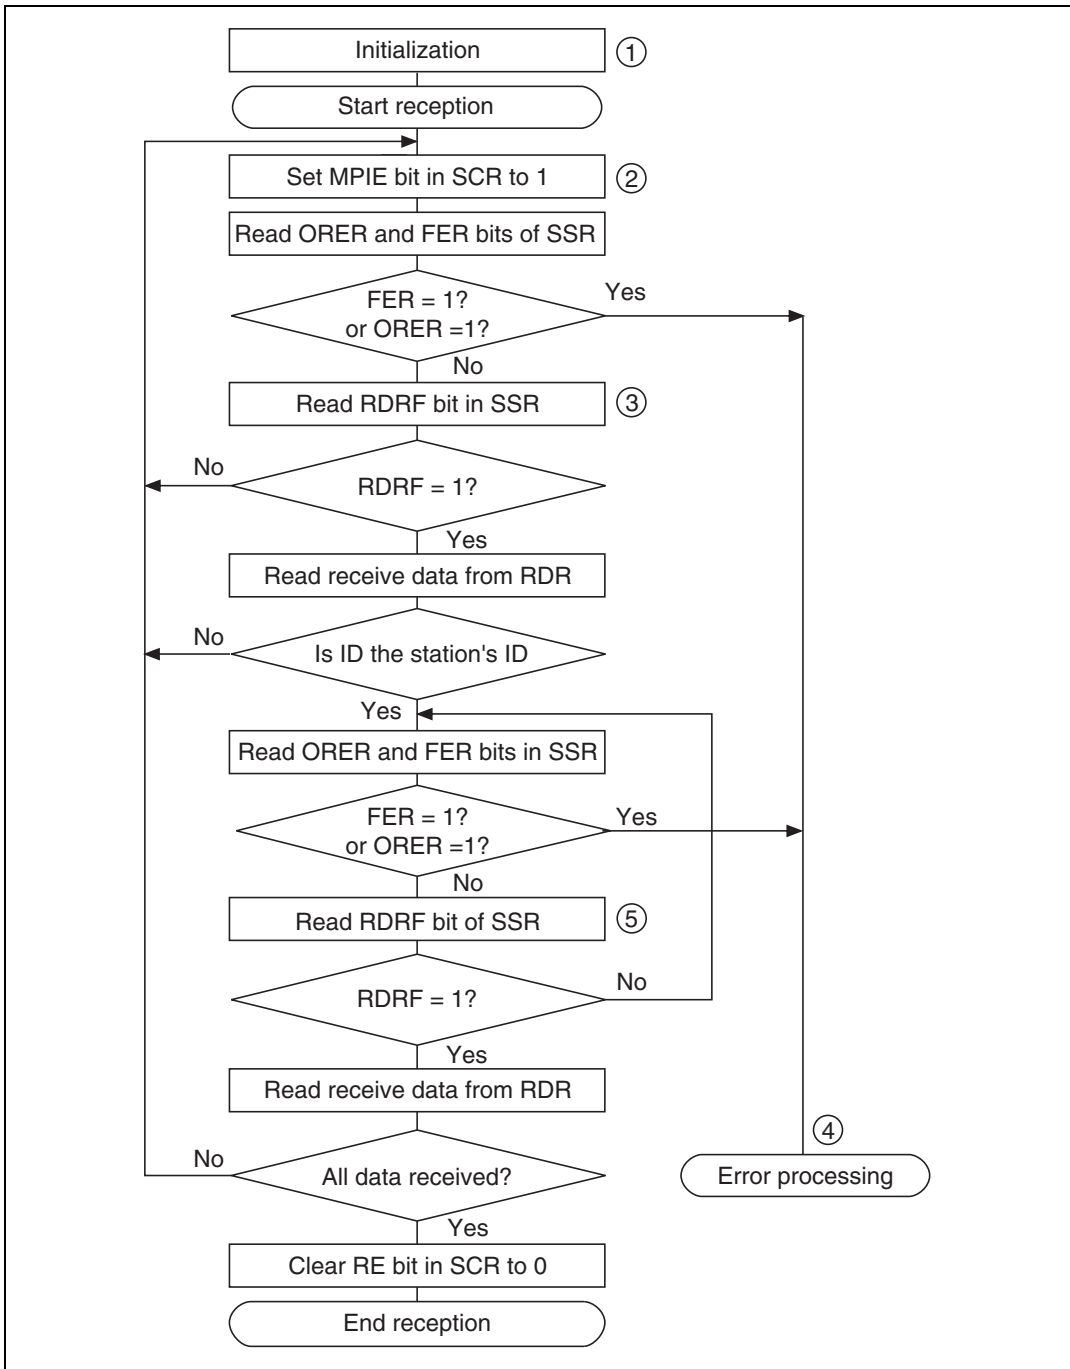 Initialization
①
Start reception
Set MPIE bit in SCR to 1
②
Read ORER and FER bits of SSR
FER = 1?
or ORER =1?
Yes
No
Read RDRF bit in SSR
③
RDRF = 1?
No
Yes
Read receive data from RDR
Is ID the station's ID
No
Yes
Read ORER and FER bits in SSR
FER = 1?
or ORER =1?
Yes
No
Read RDRF bit of SSR
⑤
RDRF = 1?
No
Yes
Read receive data from RDR
All data received?
No
Yes
④
Error processing
Clear RE bit in SCR to 0
End reception